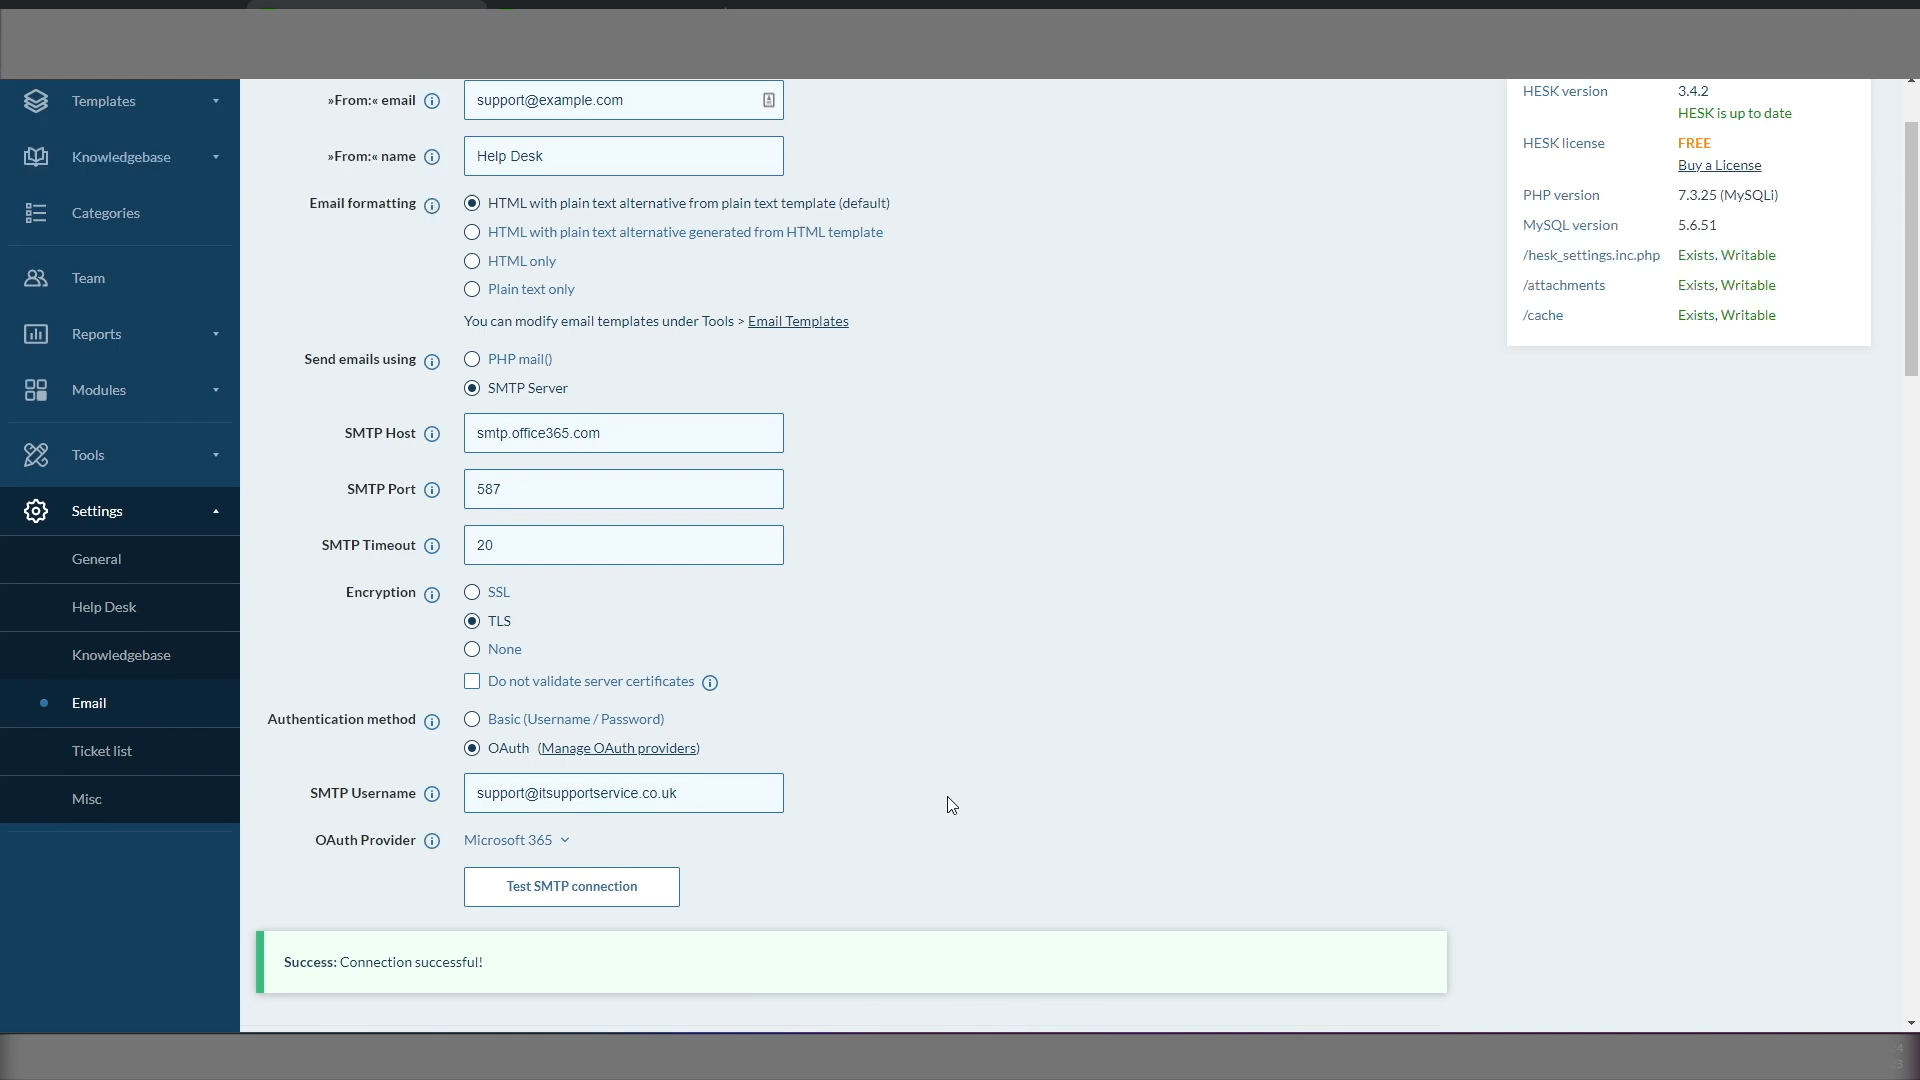 Templates
Knowledgebase
Categories
Team
Reports
Modules
Tools
Settings
General
Help Desk
Knowledgebase
Email
Ticket list
Misc
»From:« email support@example.com
»From:« name Help Desk
Email formatting HTML with plain text alternative from plain text template (default)
HTML with plain text alternative generated from HTML template
HTML only
Plain text only
You can modify email templates under Tools > Email Templates
Send emails using PHP mail()
SMTP Server
SMTP Host smtp.office365.com
SMTP Port 587
SMTP Timeout 20
Encryption SSL
TLS
None
Do not validate server certificates
Authentication method Basic (Username / Password)
OAuth (Manage OAuth providers)
SMTP Username support@itsupportservice.co.uk
OAuth Provider Microsoft 365
Test SMTP connection
Success: Connection successful!
HESK version 3.4.2
HESK is up to date
HESK license FREE
Buy a License
PHP version 7.3.25 (MySQLi)
MySQL version 5.6.51
/hesk_settings.inc.php Exists, Writable
/attachments Exists, Writable
/cache Exists, Writable